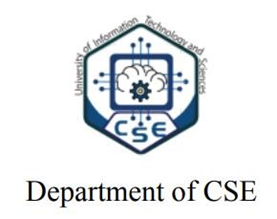 University of Information Technology and Sciences
CSE
Department of CSE